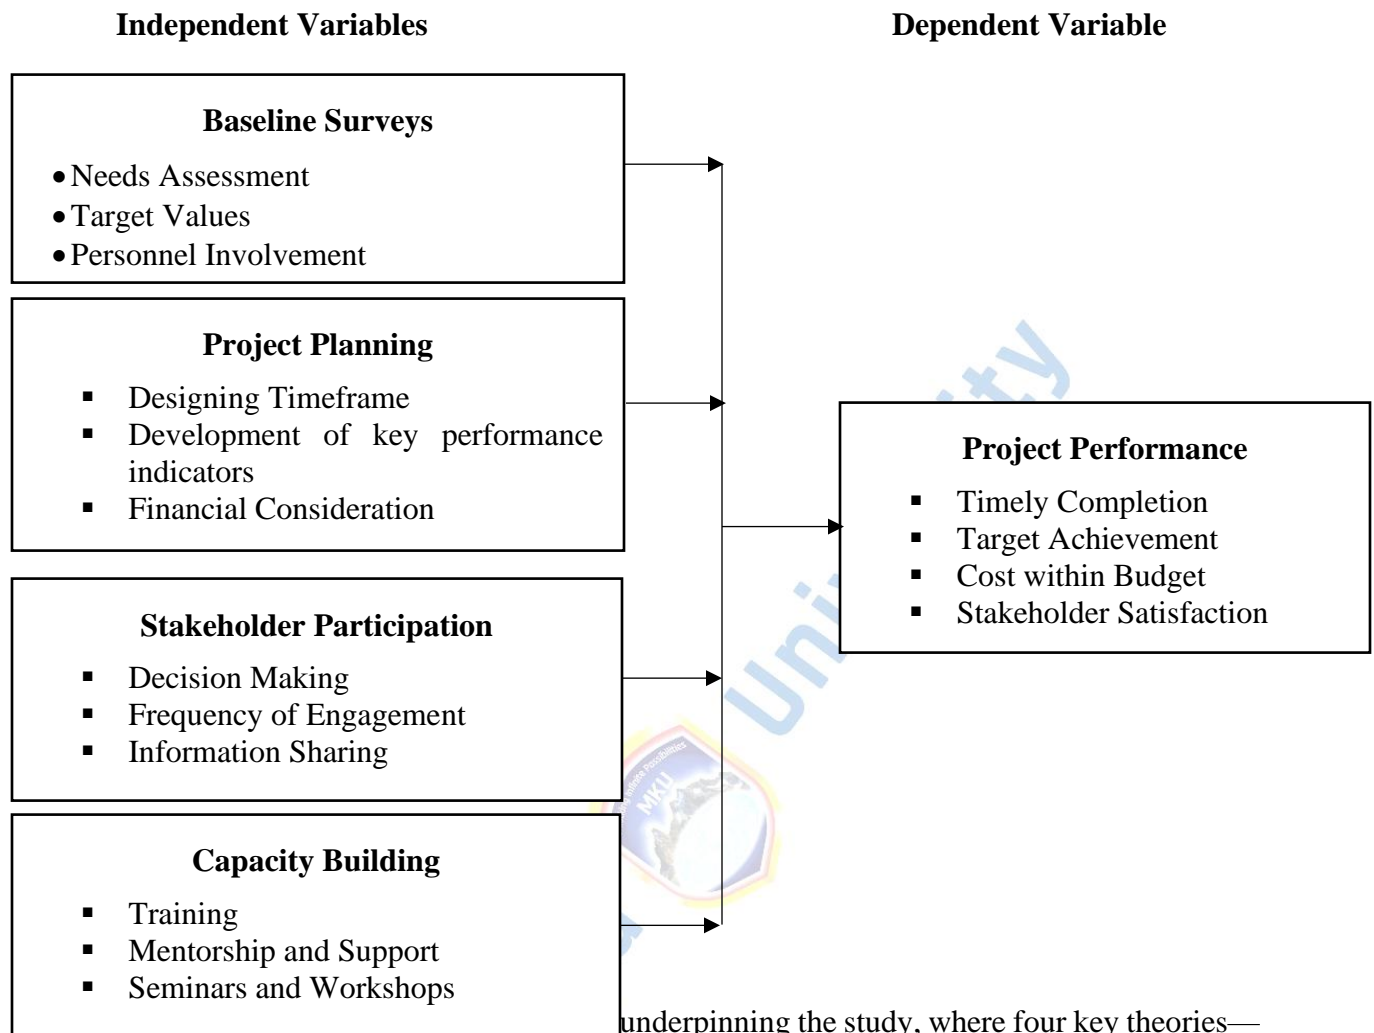 Independent Variables
Dependent Variable
Baseline Surveys
• Needs Assessment
• Target Values
• Personnel Involvement
Project Planning
▪ Designing Timeframe
▪ Development of key performance
indicators
▪ Financial Consideration
Stakeholder Participation
▪ Decision Making
▪ Frequency of Engagement
▪ Information Sharing
Capacity Building
▪ Training
▪ Mentorship and Support
▪ Seminars and Workshops
Project Performance
▪ Timely Completion
▪ Target Achievement
▪ Cost within Budget
▪ Stakeholder Satisfaction
MKU
underpinning the study, where four key theories—